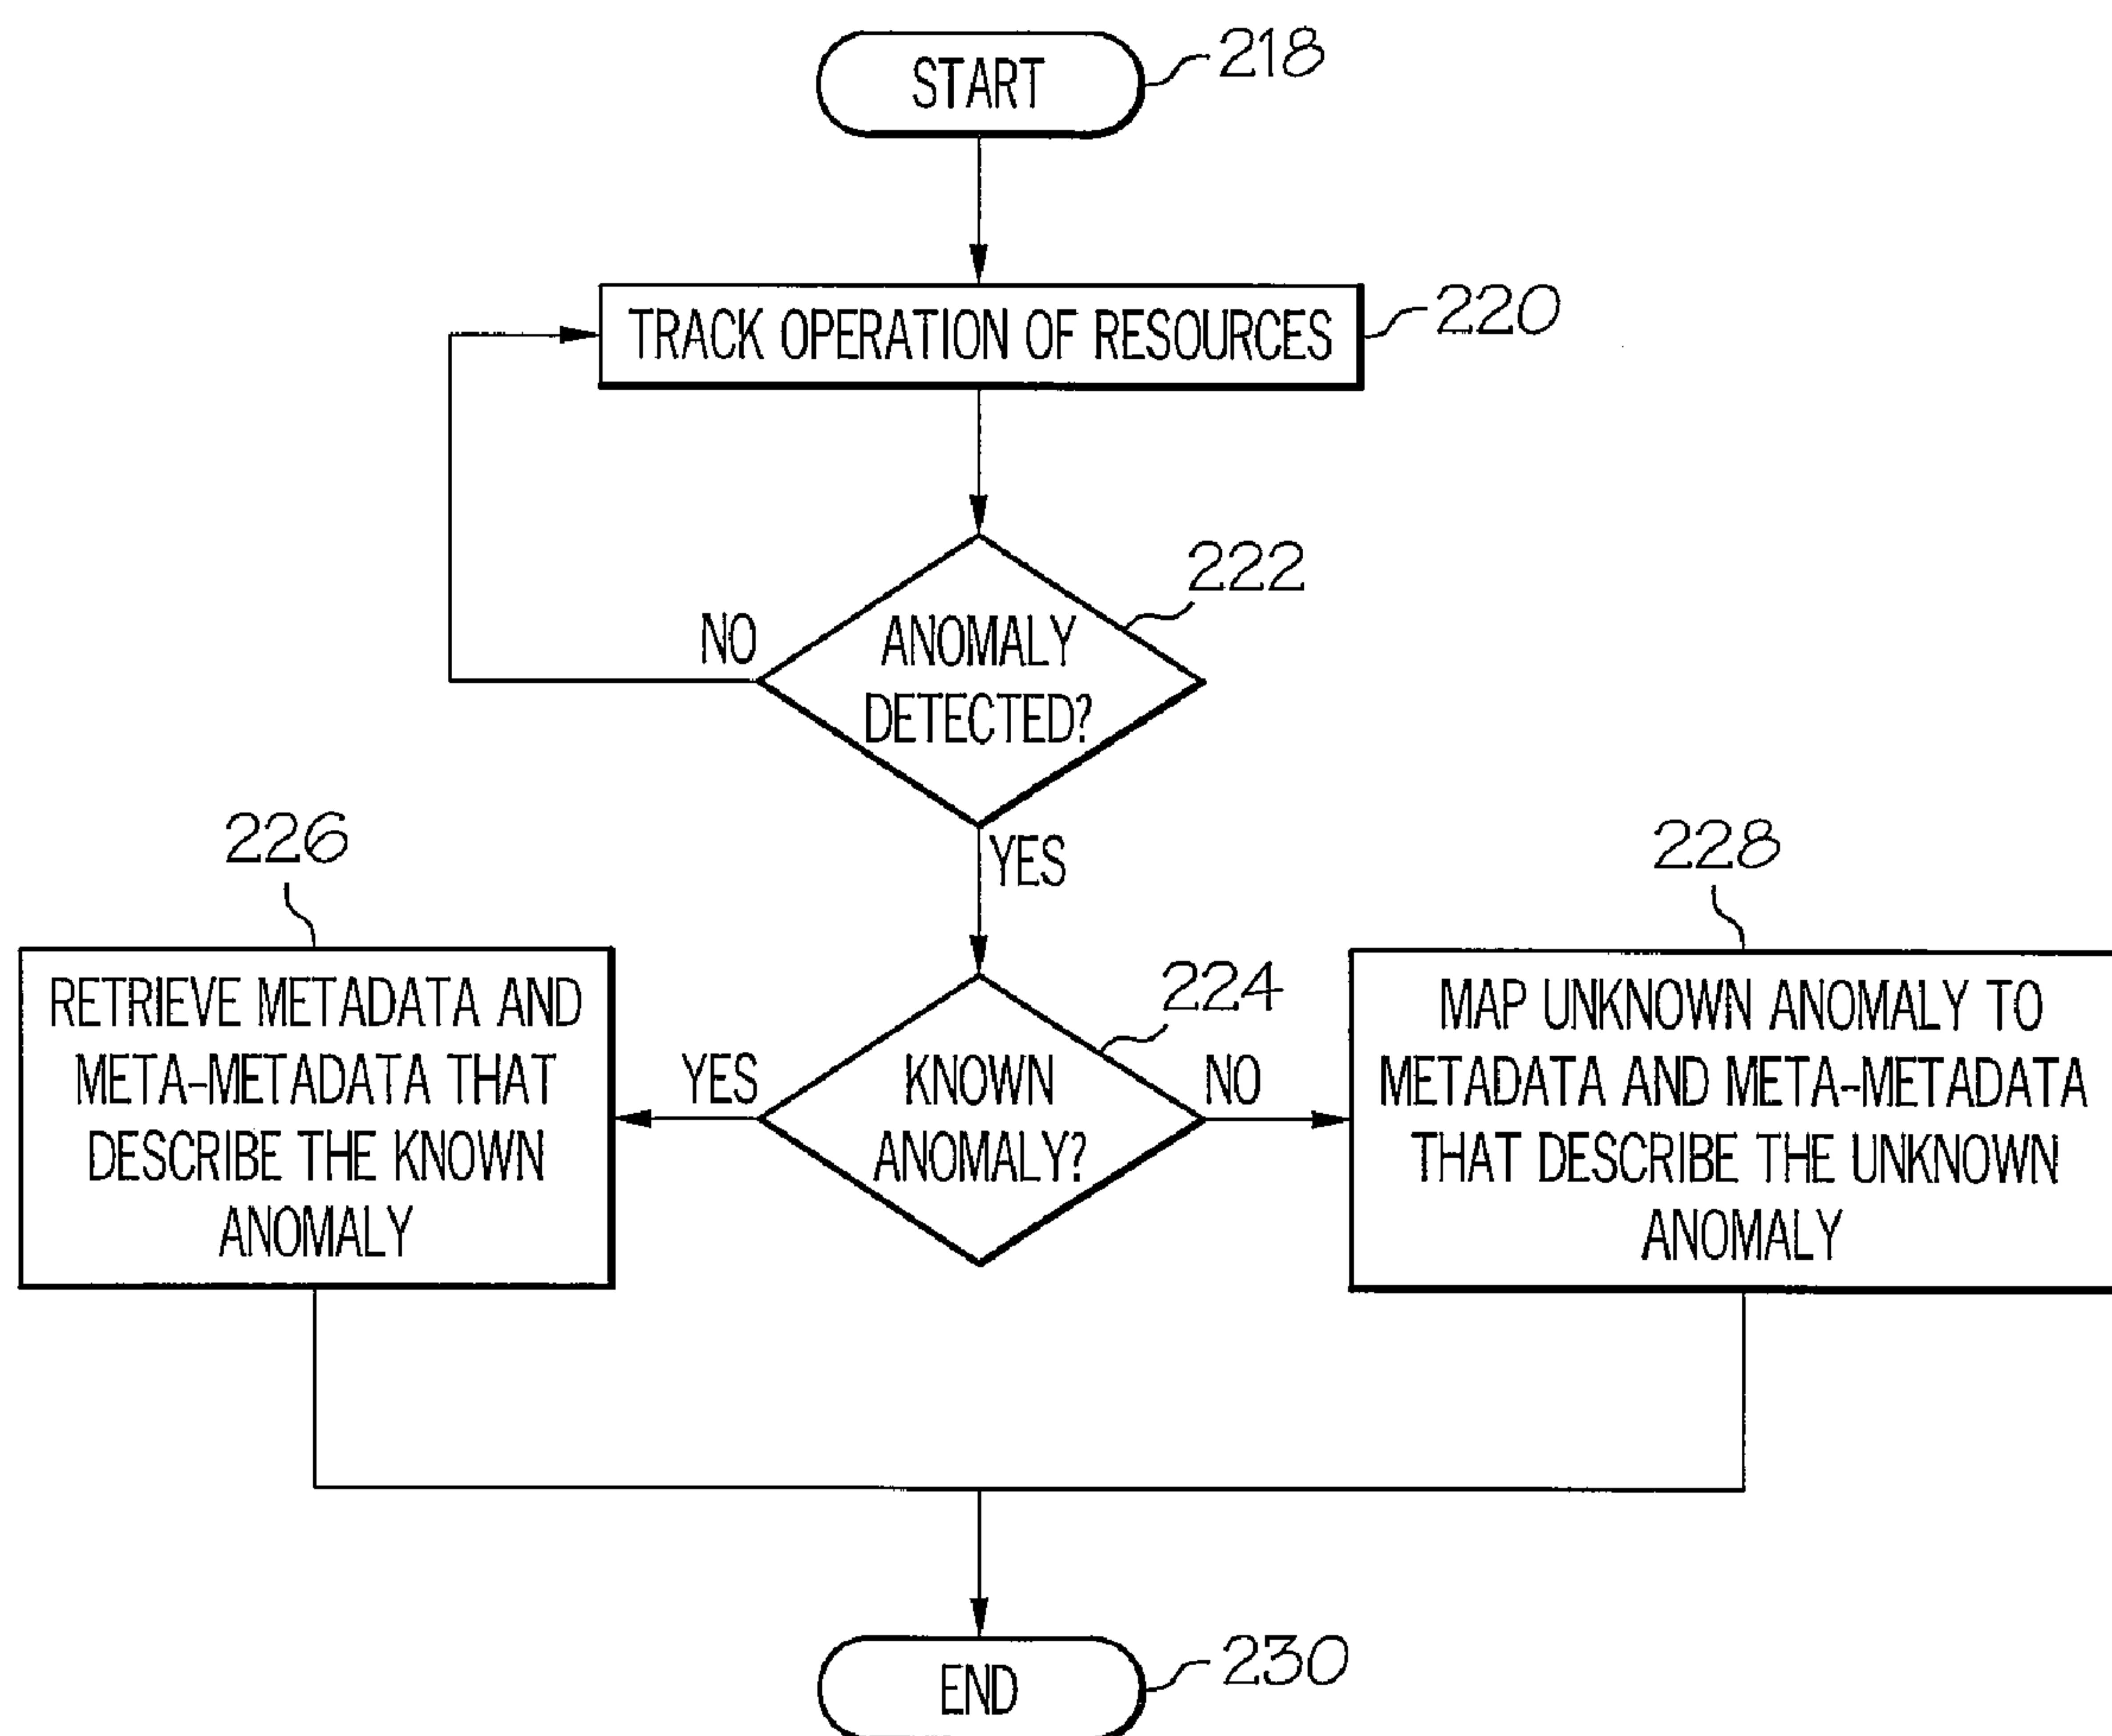 START
218
TRACK OPERATION OF RESOURCES
220
222
ANOMALY
DETECTED?
NO
YES
226
RETRIEVE METADATA AND
META-METADATA THAT
DESCRIBE THE KNOWN
ANOMALY
224
KNOWN
ANOMALY?
YES
NO
228
MAP UNKNOWN ANOMALY TO
METADATA AND META-METADATA
THAT DESCRIBE THE UNKNOWN
ANOMALY
END
230